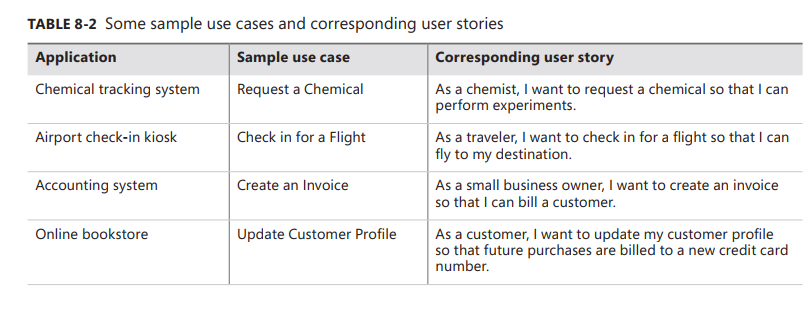 TABLE 8-2 Some sample use cases and corresponding user stories
Application Sample use case Corresponding user story
Chemical tracking system Request a Chemical As a chemist, I want to request a chemical so that I can
perform experiments.
Airport check-in kiosk Check in for a Flight As a traveler, I want to check in for a flight so that I can
fly to my destination.
Accounting system Create an Invoice As a small business owner, I want to create an invoice
so that I can bill a customer.
Online bookstore Update Customer Profile As a customer, I want to update my customer profile
so that future purchases are billed to a new credit card
number.